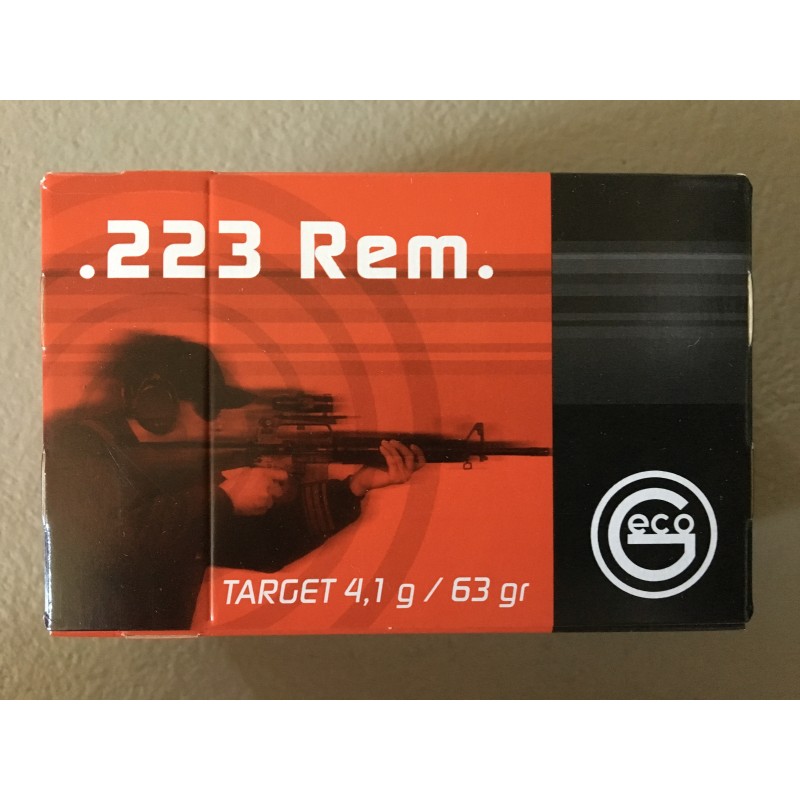 .223 Rem.
TARGET 4,1 g / 63 gr
Geco